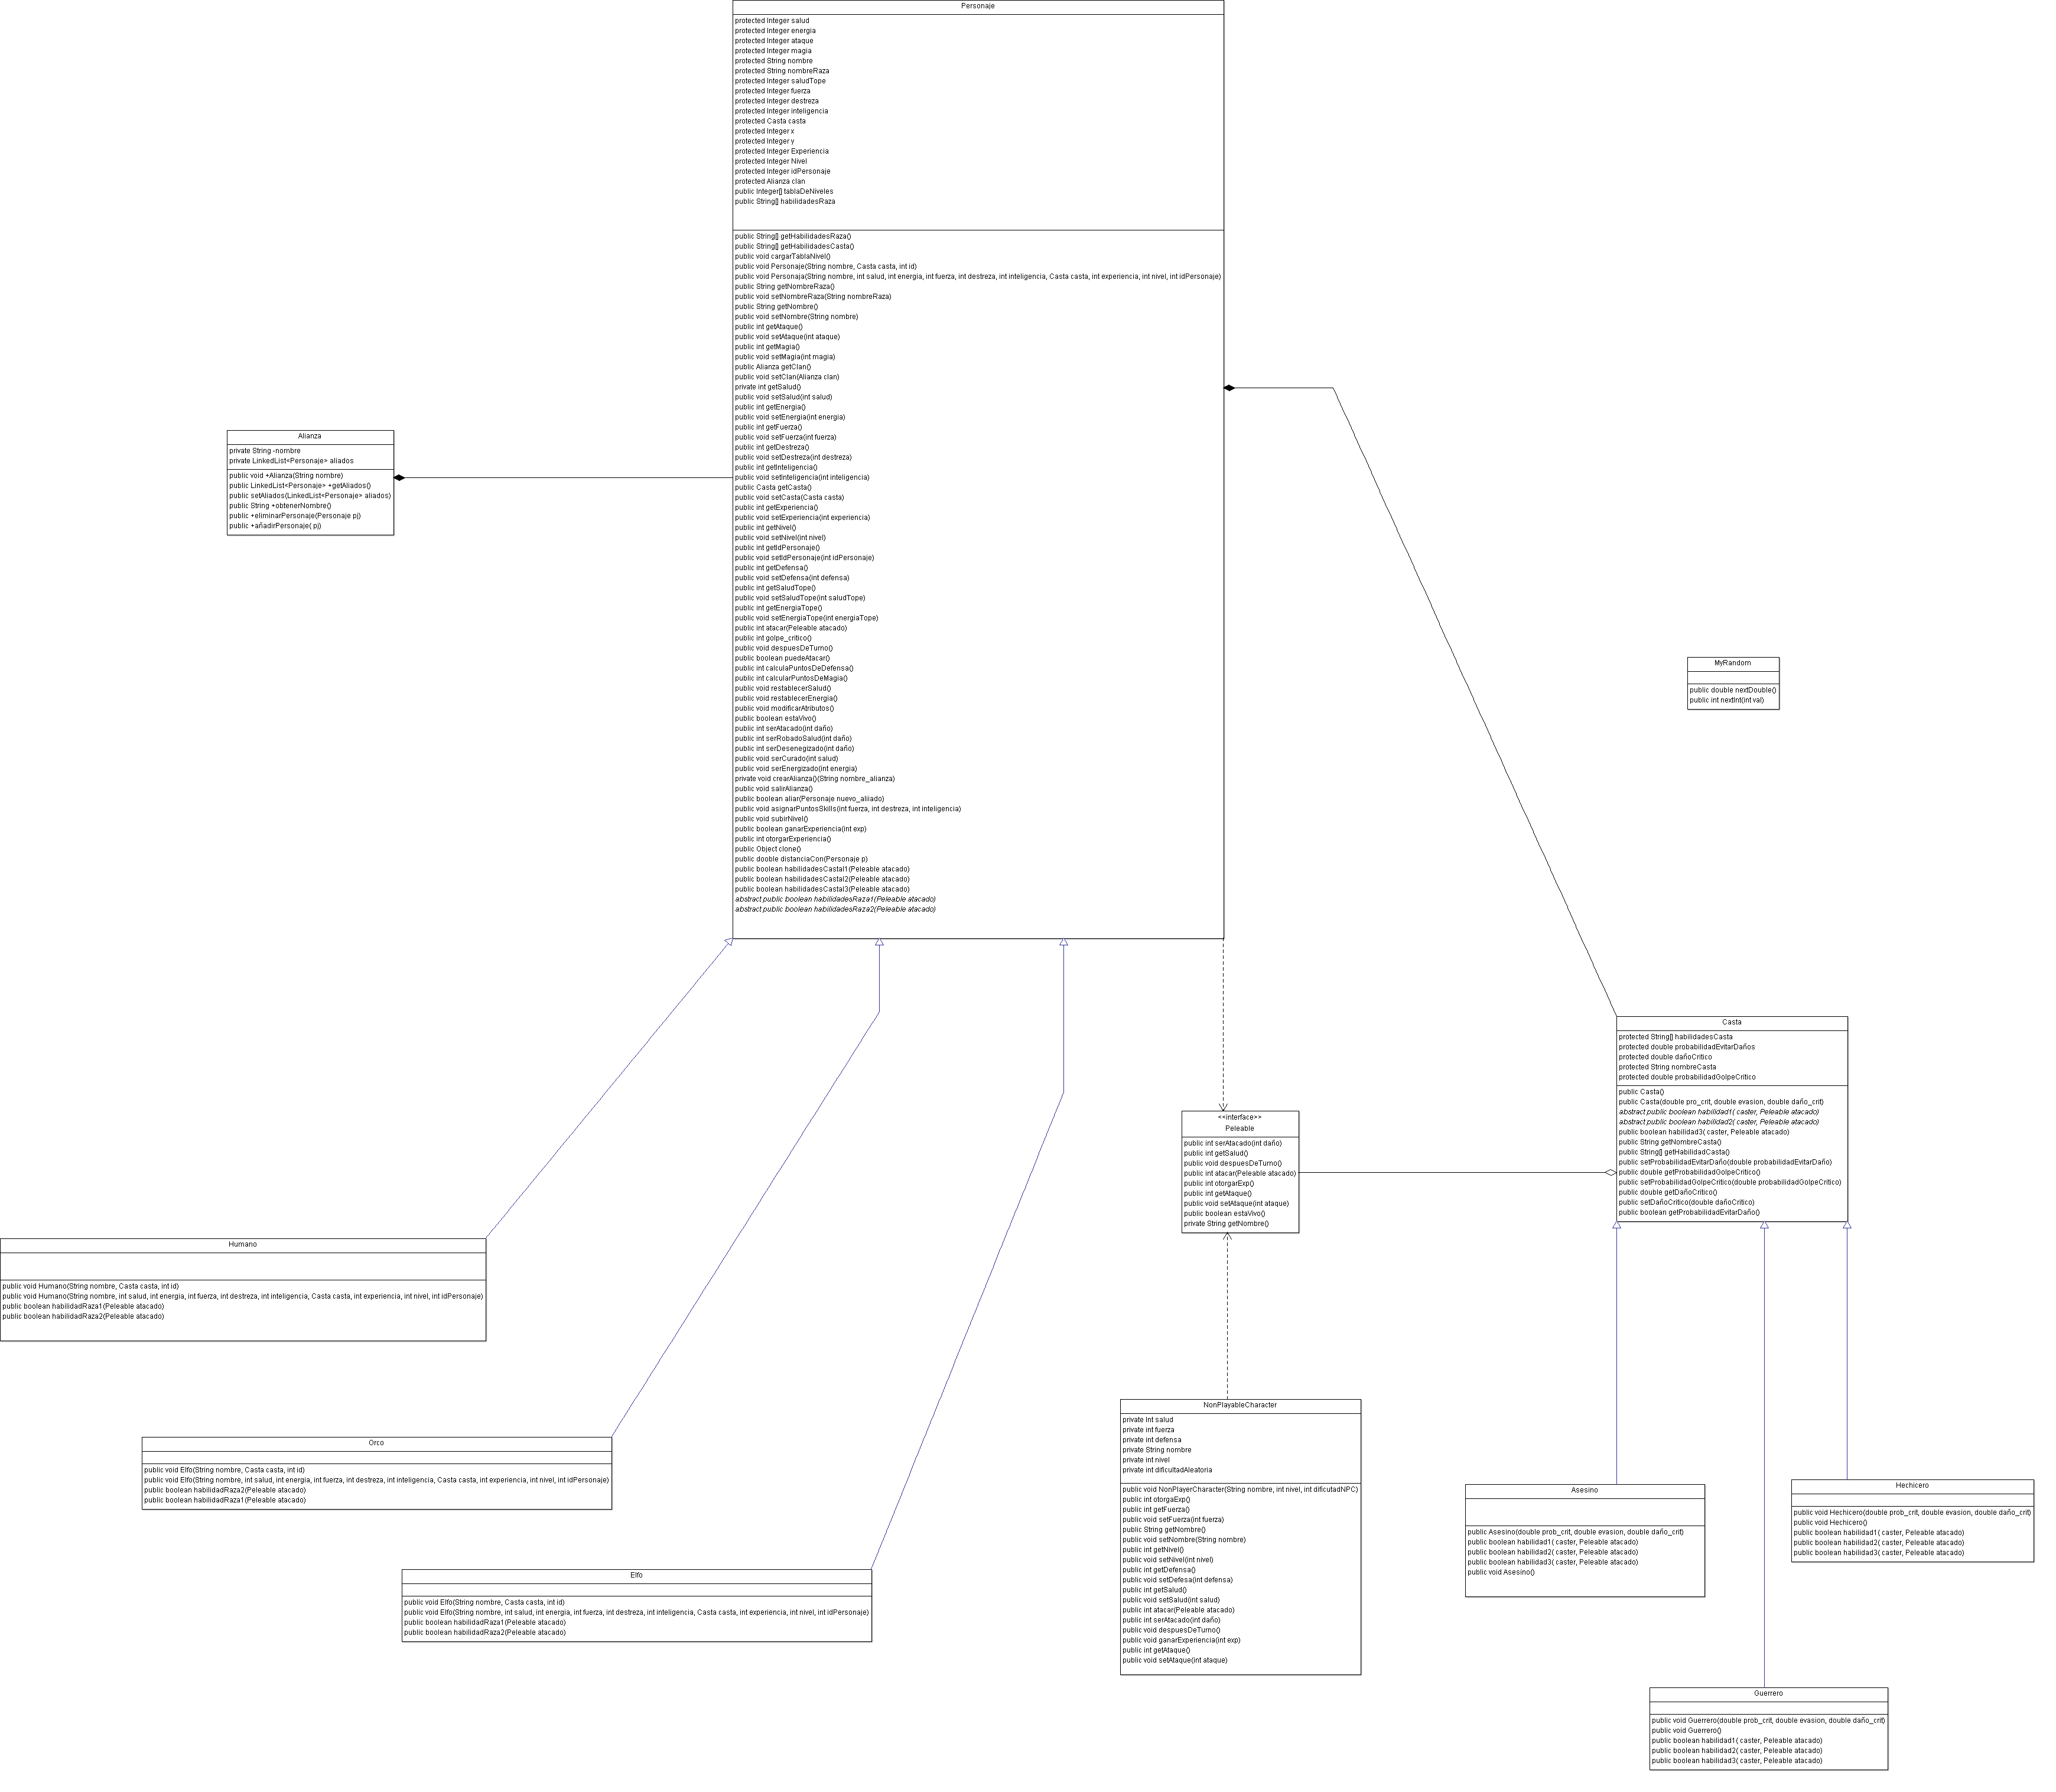 Personaje
protected Integer salud
protected Integer energia
protected Integer ataque
protected Integer magia
protected String nombre
protected String nombreRaza
protected Integer saludTope
protected Integer fuerza
protected Integer destreza
protected Integer inteligencia
protected Casta casta
protected Integer x
protected Integer y
protected Integer Experiencia
protected Integer Nivel
protected Integer idPersonaje
protected Alianza clan
public Integer[] tablaDeNiveles
public String[] habilidadesRaza
public String[] getHabilidadesRaza()
public String[] getHabilidadesCasta()
public void cargarTablaNivel()
public void Personaje(String nombre, Casta casta, int id)
public void Personaja(String nombre, int salud, int energia, int fuerza, int destreza, int inteligencia, Casta casta, int experiencia, int nivel, int idPersonaje)
public String getNombreRaza()
public void setNombreRaza(String nombreRaza)
public String getNombre()
public void setNombre(String nombre)
public int getAtaque()
public void setAtaque(int ataque)
public int getMagia()
public void setMagia(int magia)
public Alianza getClan()
public void setClan(Alianza clan)
private int getSalud()
public void setSalud(int salud)
public int getEnergia()
public void setEnergia(int energia)
public int getFuerza()
public void setFuerza(int fuerza)
public int getDestreza()
public void setDestreza(int destreza)
public int getInteligencia()
public void setInteligencia(int inteligencia)
public Casta getCasta()
public void setCasta(Casta casta)
public int getExperiencia()
public void setExperiencia(int experiencia)
public int getNivel()
public void setNivel(int nivel)
public int getIdPersonaje()
public void setIdPersonaje(int idPersonaje)
public int getDefensa()
public void setDefensa(int defensa)
public int getSaludTope()
public void setSaludTope(int saludTope)
public int getEnergiaTope()
public void setEnergiaTope(int energiaTope)
public int atacar(Peleable atacado)
public int golpe_critico()
public void despuesDeTurno()
public boolean puedeAtacar()
public int calculaPuntosDeDefensa()
public int calcularPuntosDeMagia()
public void restablecerSalud()
public void restablecerEnergia()
public void modificarAtributos()
public boolean estaVivo()
public int serAtacado(int daño)
public int serRobadoSalud(int daño)
public int serDesenegizado(int daño)
public void serCurado(int salud)
public void serEnergizado(int energia)
private void crearAlianza()(String nombre_alianza)
public void salirAlianza()
public boolean aliar(Personaje nuevo_aliiado)
public void asignarPuntosSkills(int fuerza, int destreza, int inteligencia)
public void subirNivel()
public boolean ganarExperiencia(int exp)
public int otorgarExperiencia()
public Object clone()
public dooble distanciaCon(Personaje p)
public boolean habilidadesCastal1(Peleable atacado)
public boolean habilidadesCastal2(Peleable atacado)
public boolean habilidadesCastal3(Peleable atacado)
abstract public boolean habilidadesRaza1(Peleable atacado)
abstract public boolean habilidadesRaza2(Peleable atacado)
Alianza
private String -nombre
private LinkedList<Personaje> aliados
public void +Alianza(String nombre)
public LinkedList<Personaje> +getAliados()
public setAliados(LinkedList<Personaje> aliados)
public String +obtenerNombre()
public +eliminarPersonaje(Personaje pj)
public +añadirPersonaje( pj)
MyRandom
public double nextDouble()
public int nextInt(int val)
Casta
protected String[] habilidadesCasta
protected double probabilidadEvitarDaños
protected double dañoCritico
protected String nombreCasta
protected double probabilidadGolpeCritico
public Casta()
public Casta(double pro_crit, double evasion, double daño_crit)
abstract public boolean habilidad1( caster, Peleable atacado)
abstract public boolean habilidad2( caster, Peleable atacado)
public boolean habilidad3( caster, Peleable atacado)
public String getNombreCasta()
public String[] getHabilidadCasta()
public setProbabilidadEvitarDaño(double probabilidadEvitarDaño)
public double getProbabilidadGolpeCritico()
public setProbabilidadGolpeCritico(double probabilidadGolpeCritico)
public double getDañoCritico()
public setDañoCritico(double dañoCritico)
public boolean getProbabilidadEvitarDaño()
<<interface>>
Peleable
public int serAtacado(int daño)
public int getSalud()
public void despuesDeTurno()
public int atacar(Peleable atacado)
public int otorgarExp()
public int getAtaque()
public void setAtaque(int ataque)
public boolean estaVivo()
private String getNombre()
Humano
public void Humano(String nombre, Casta casta, int id)
public void Humano(String nombre, int salud, int energia, int fuerza, int destreza, int inteligencia, Casta casta, int experiencia, int nivel, int idPersonaje)
public boolean habilidadRaza1(Peleable atacado)
public boolean habilidadRaza2(Peleable atacado)
Orco
public void Elfo(String nombre, Casta casta, int id)
public void Elfo(String nombre, int salud, int energia, int fuerza, int destreza, int inteligencia, Casta casta, int experiencia, int nivel, int idPersonaje)
public boolean habilidadRaza2(Peleable atacado)
public boolean habilidadRaza1(Peleable atacado)
Elfo
public void Elfo(String nombre, Casta casta, int id)
public void Elfo(String nombre, int salud, int energia, int fuerza, int destreza, int inteligencia, Casta casta, int experiencia, int nivel, int idPersonaje)
public boolean habilidadRaza1(Peleable atacado)
public boolean habilidadRaza2(Peleable atacado)
NonPlayableCharacter
private Int salud
private int fuerza
private int defensa
private String nombre
private int nivel
private int dificultadAleatoria
public void NonPlayerCharacter(String nombre, int nivel, int dificutadNPC)
public int otorgaExp()
public int getFuerza()
public void setFuerza(int fuerza)
public String getNombre()
public void setNombre(String nombre)
public int getNivel()
public void setNivel(int nivel)
public int getDefensa()
public void setDefesa(int defensa)
public int getSalud()
public void setSalud(int salud)
public int atacar(Peleable atacado)
public int serAtacado(int daño)
public void despuesDeTurno()
public void ganarExperiencia(int exp)
public int getAtaque()
public void setAtaque(int ataque)
Asesino
public Asesino(double prob_crit, double evasion, double daño_crit)
public boolean habilidad1( caster, Peleable atacado)
public boolean habilidad2( caster, Peleable atacado)
public boolean habilidad3( caster, Peleable atacado)
public void Asesino()
Hechicero
public void Hechicero(double prob_crit, double evasion, double daño_crit)
public void Hechicero()
public boolean habilidad1( caster, Peleable atacado)
public boolean habilidad2( caster, Peleable atacado)
public boolean habilidad3( caster, Peleable atacado)
Guerrero
public void Guerrero(double prob_crit, double evasion, double daño_crit)
public void Guerrero()
public boolean habilidad1( caster, Peleable atacado)
public boolean habilidad2( caster, Peleable atacado)
public boolean habilidad3( caster, Peleable atacado)